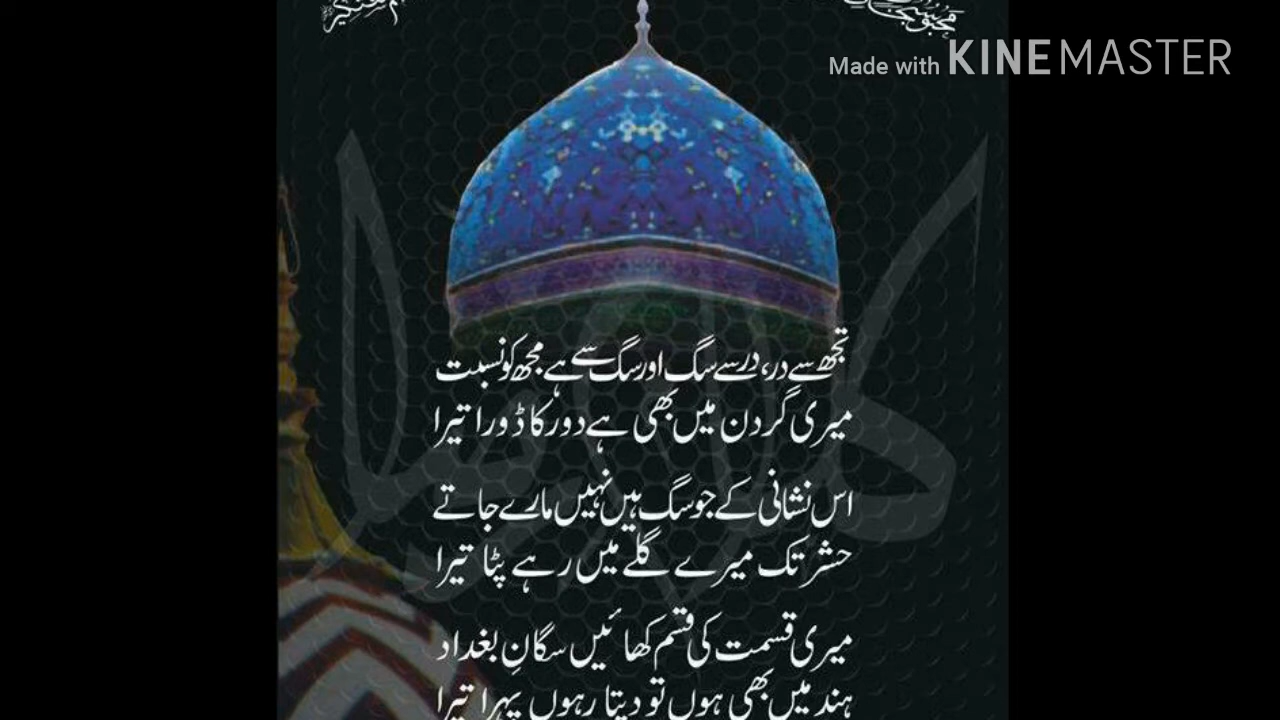 Made with KINEMASTER
تجھ سے در، در سے سگ اور سگ سے ہے مجھ کو نسبت
میری گردن میں بھی ہے دور کا ڈورا تیرا
اس نشانی کے جو سگ ہیں نہیں مارے جاتے
حشر تک میرے گلے میں رہے پٹا تیرا
میری قسمت کی قسم کھائیں سگانِ بغداد
ہند میں بھی ہوں تو دیتا رہوں پہرا تیرا